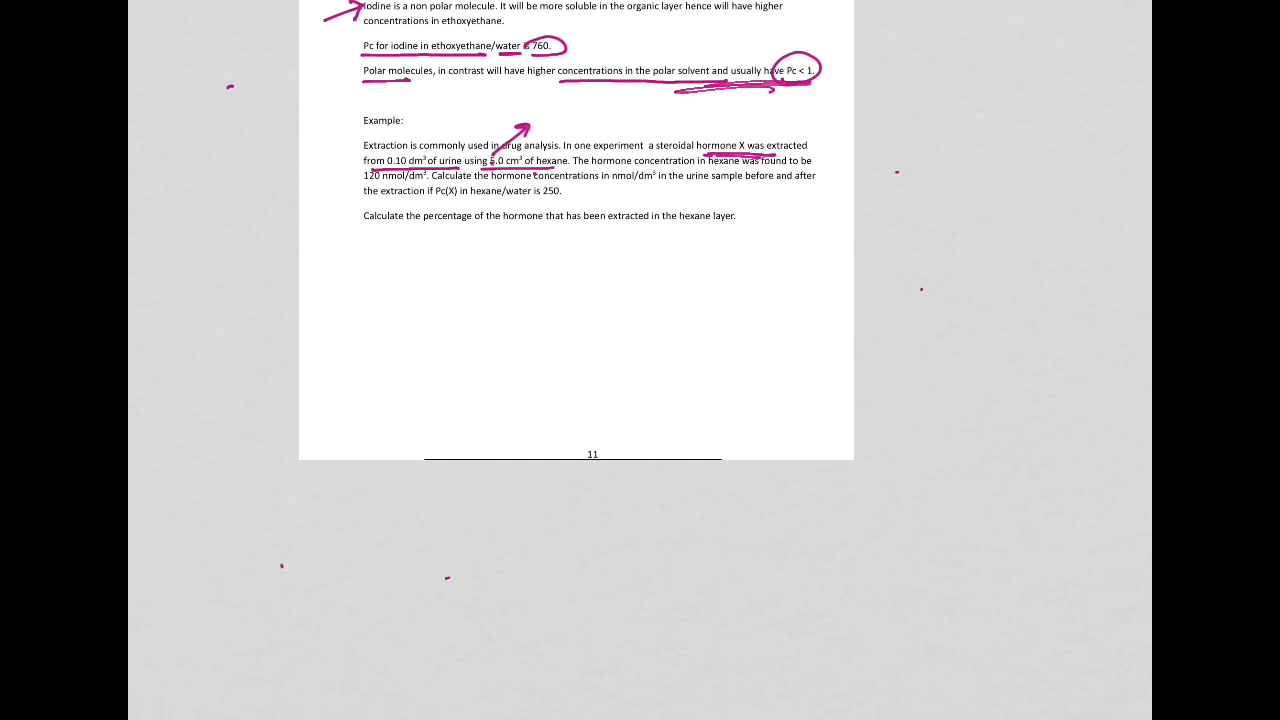 Iodine is a non polar molecule. It will be more soluble in the organic layer hence will have higher
concentrations in ethoxyethane.
Pc for iodine in ethoxyethane/water is 760.
Polar molecules, in contrast will have higher concentrations in the polar solvent and usually have Pc < 1.
Example:
Extraction is commonly used in drug analysis. In one experiment a steroidal hormone X was extracted
from 0.10 dm³ of urine using 5.0 cm³ of hexane. The hormone concentration in hexane was found to be
120 nmol/dm³. Calculate the hormone concentrations in nmol/dm³ in the urine sample before and after
the extraction if Pc(X) in hexane/water is 250.
Calculate the percentage of the hormone that has been extracted in the hexane layer.
11